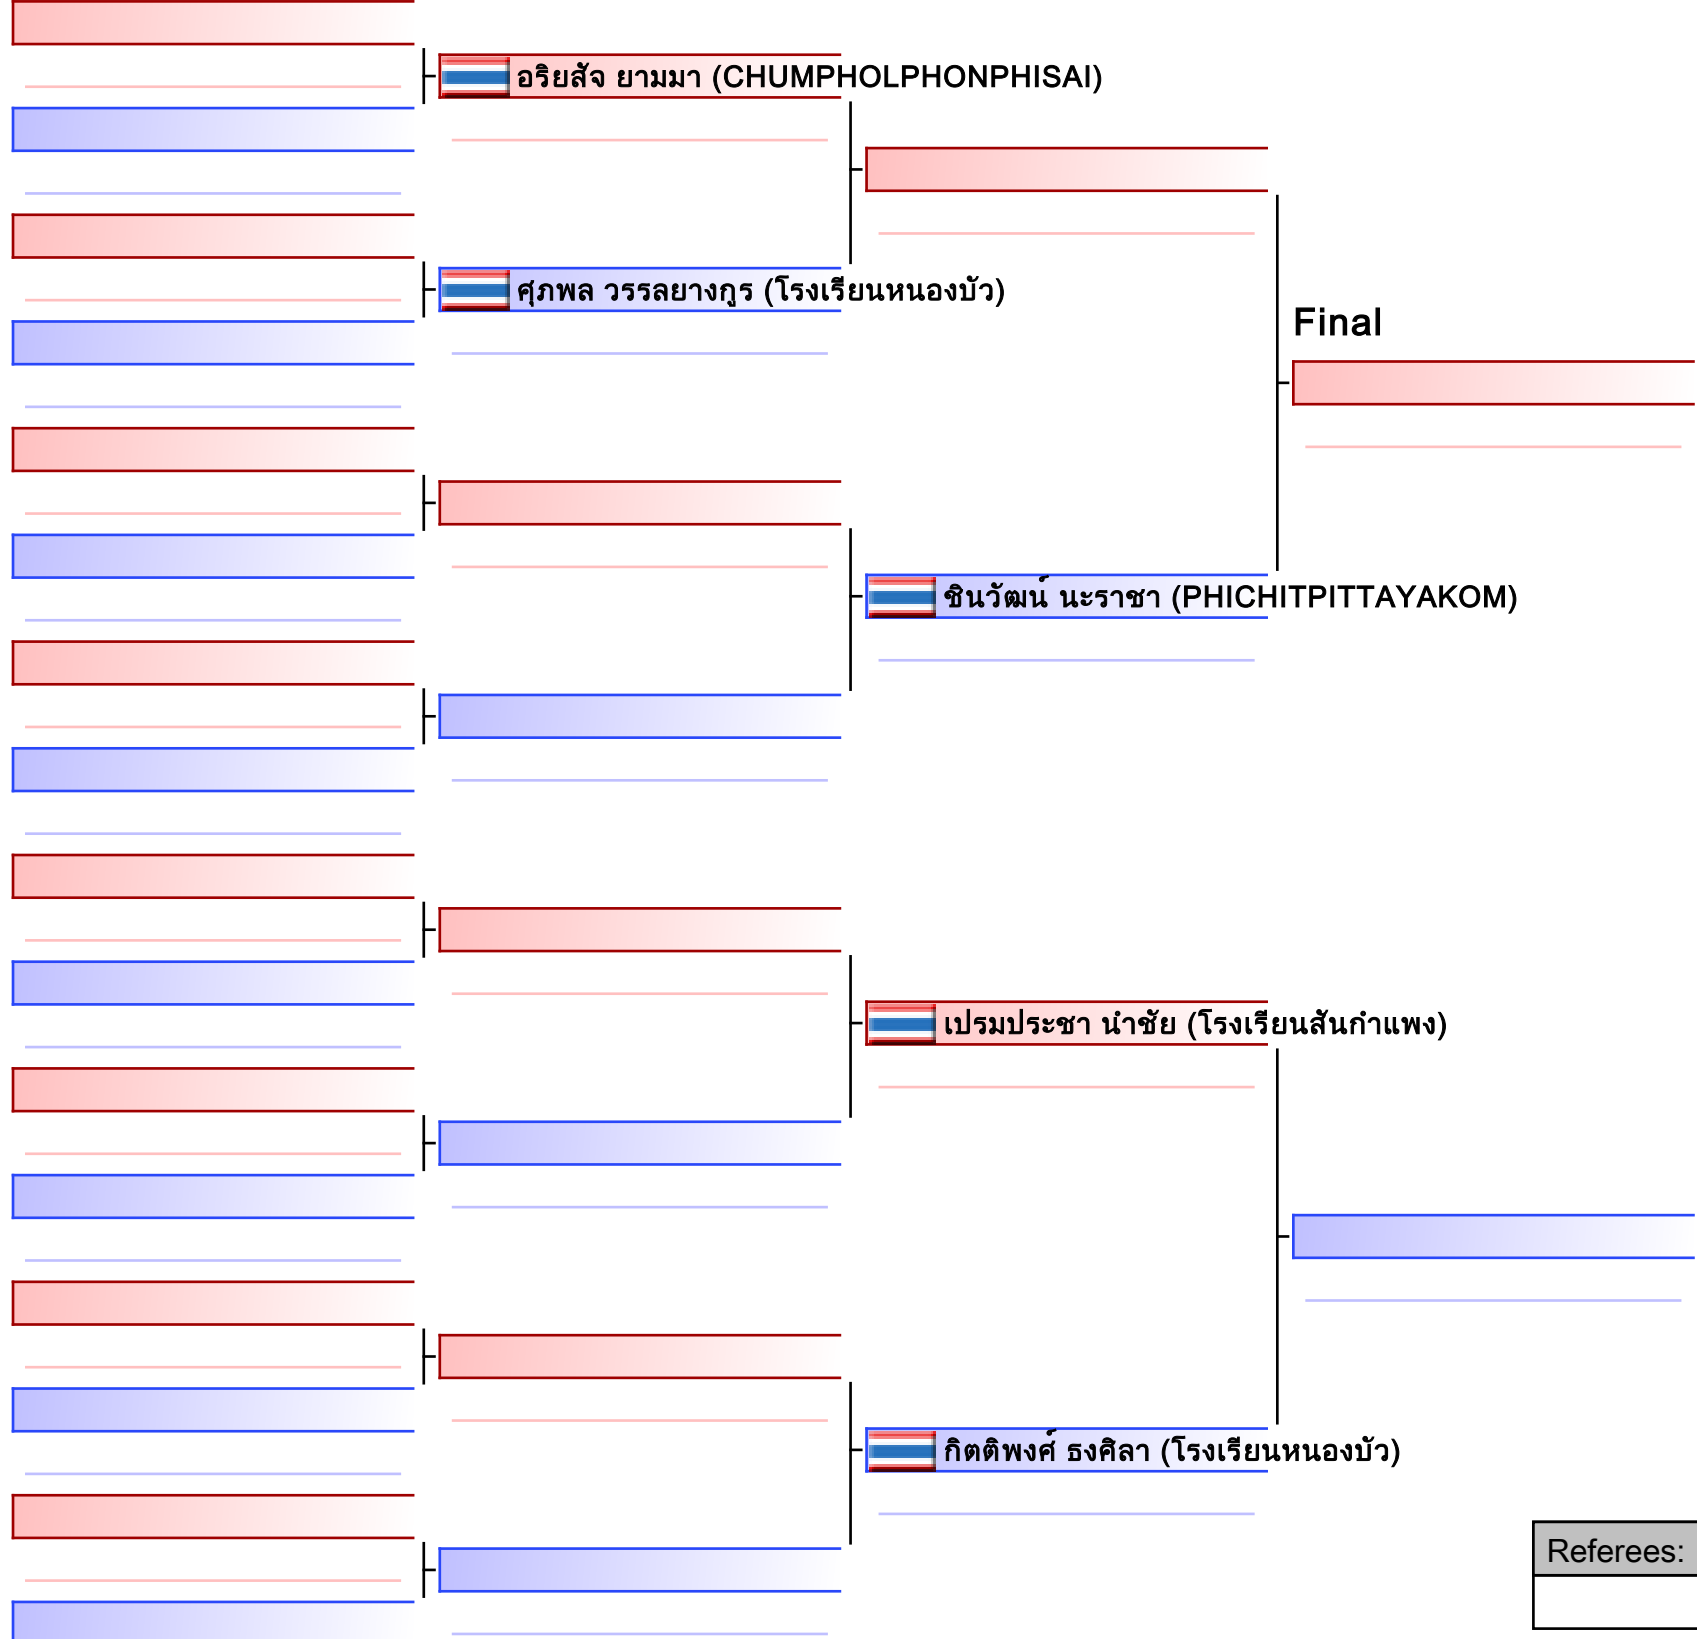 อริยสัจ ยามมา (CHUMPHOLPHONPHISAI)
ศุภพล วรรลยางกูร (โรงเรียนหนองบัว)
Final
ชินวัฒน์ นะราชา (PHICHITPITTAYAKOM)
เปรมประชา นำชัย (โรงเรียนสันกำแพง)
กิตติพงศ์ ธงศิลา (โรงเรียนหนองบัว)
Referees: